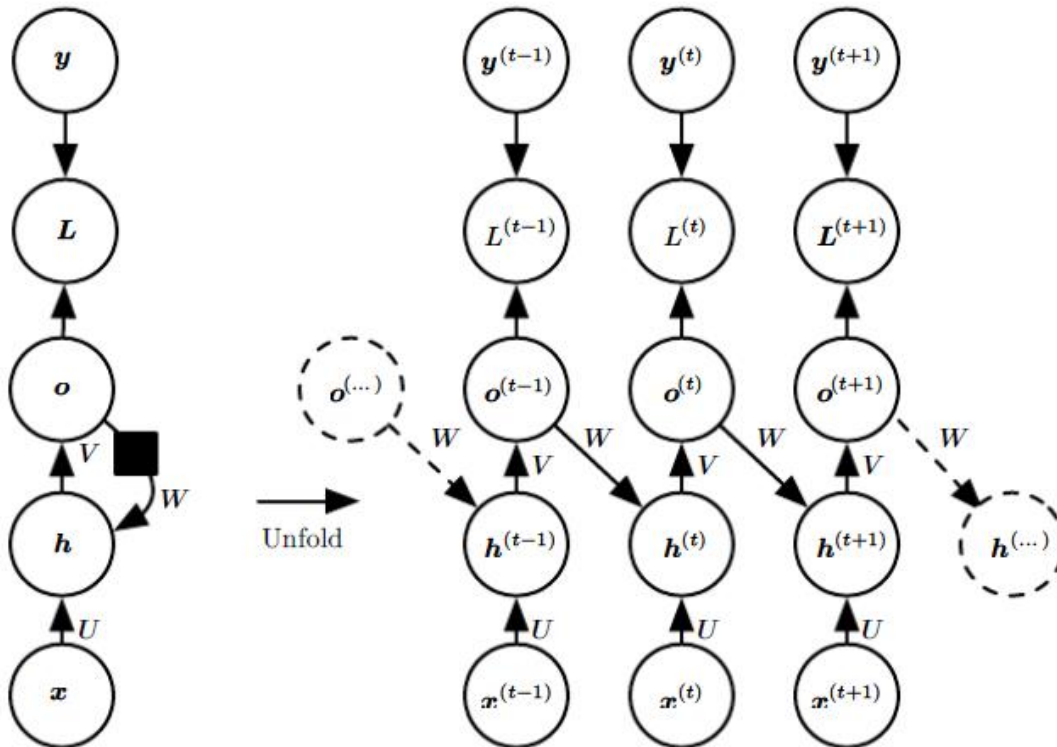 y y^(t−1) y^(t) y^(t+1)
L L^(t−1) L^(t) L^(t+1)
o o^(...) o^(t−1) o^(t) o^(t+1)
V W W W W
V V V
W
Unfold
h h^(t−1) h^(t) h^(t+1) h^(...)
U U U U
x x^(t−1) x^(t) x^(t+1)